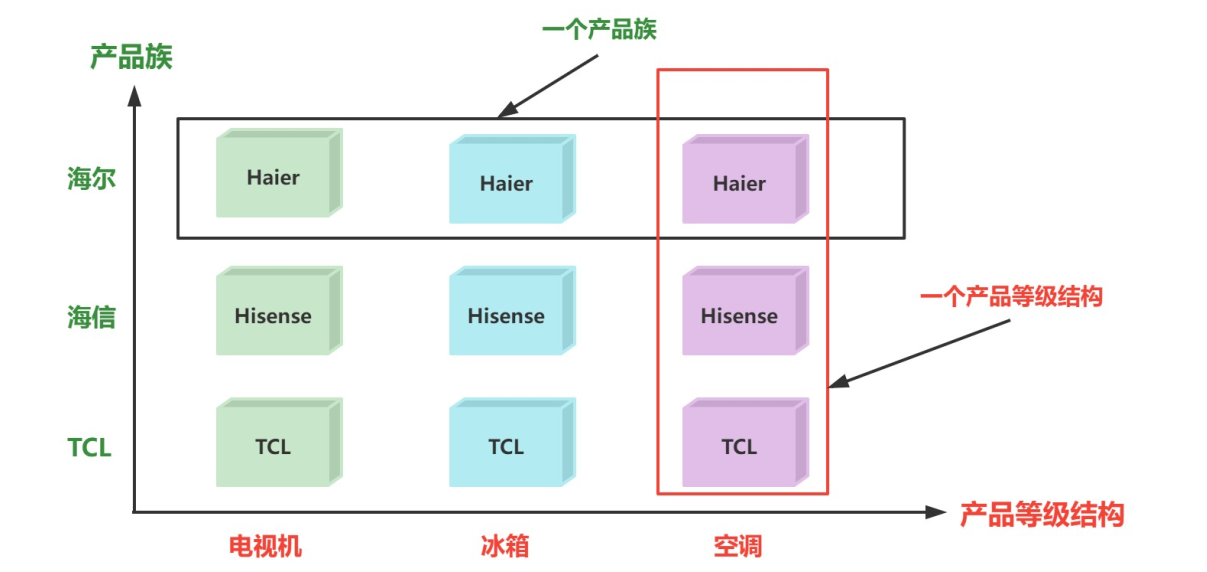 一个产品族
产品族
海尔
Haier
Haier
Haier
海信
Hisense
Hisense
Hisense
一个产品等级结构
TCL
TCL
TCL
TCL
产品等级结构
电视机
冰箱
空调